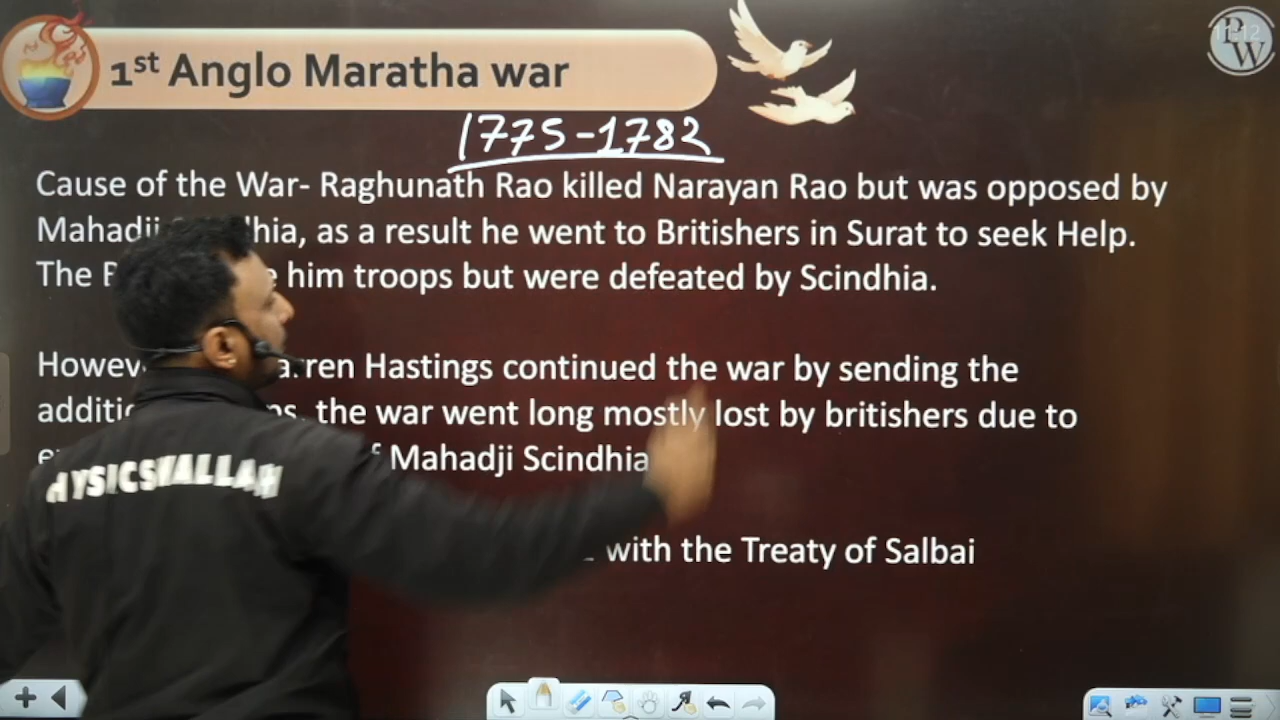 1st Anglo Maratha war
1775-1782
Cause of the War- Raghunath Rao killed Narayan Rao but was opposed by
Mahadji hia, as a result he went to Britishers in Surat to seek Help.
The him troops but were defeated by Scindhia.
ren Hastings continued the war by sending the
the war went long mostly lost by britishers due to
Mahadji Scindhia
with the Treaty of Salbai
PW
HYSICSWALLAH